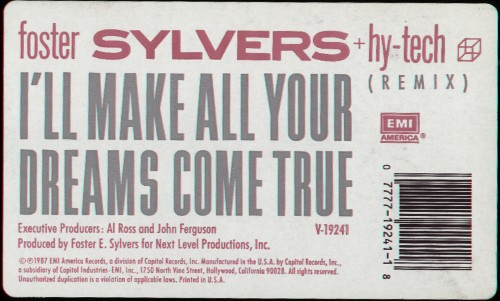 foster SYLVERS + hy-tech
(REMIX)
I'LL MAKE ALL YOUR
DREAMS COME TRUE
EMI
AMERICA®
0 77777-19241-1 8
Executive Producers: Al Ross and John Ferguson
V-19241
Produced by Foster E. Sylvers for Next Level Productions, Inc.
©℗1987 EMI America Records, a division of Capitol Records, Inc. Manufactured in the U.S.A. by Capitol Records, Inc.,
a subsidiary of Capitol Industries-EMI, Inc., 1750 North Vine Street, Hollywood, California 90028. All rights reserved.
Unauthorized duplication is a violation of applicable laws. Printed in U.S.A.